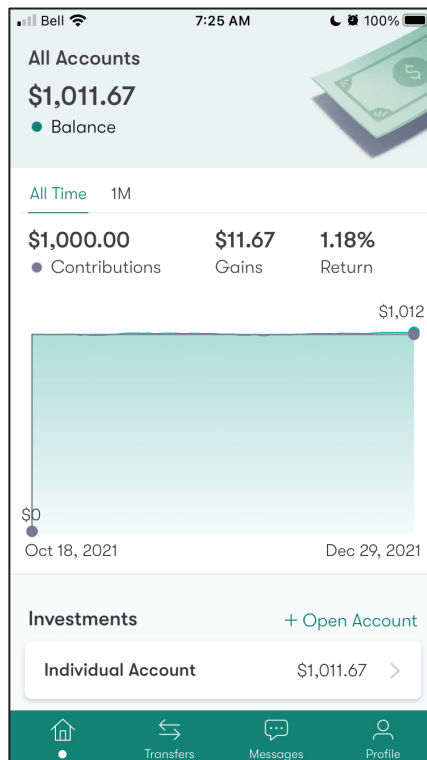 Bell 7:25 AM 100%
All Accounts
$1,011.67
Balance
All Time 1M
$1,000.00 $11.67 1.18%
Contributions Gains Return
$1,012
$0
Oct 18, 2021 Dec 29, 2021
Investments + Open Account
Individual Account $1,011.67 >
Transfers Messages Profile